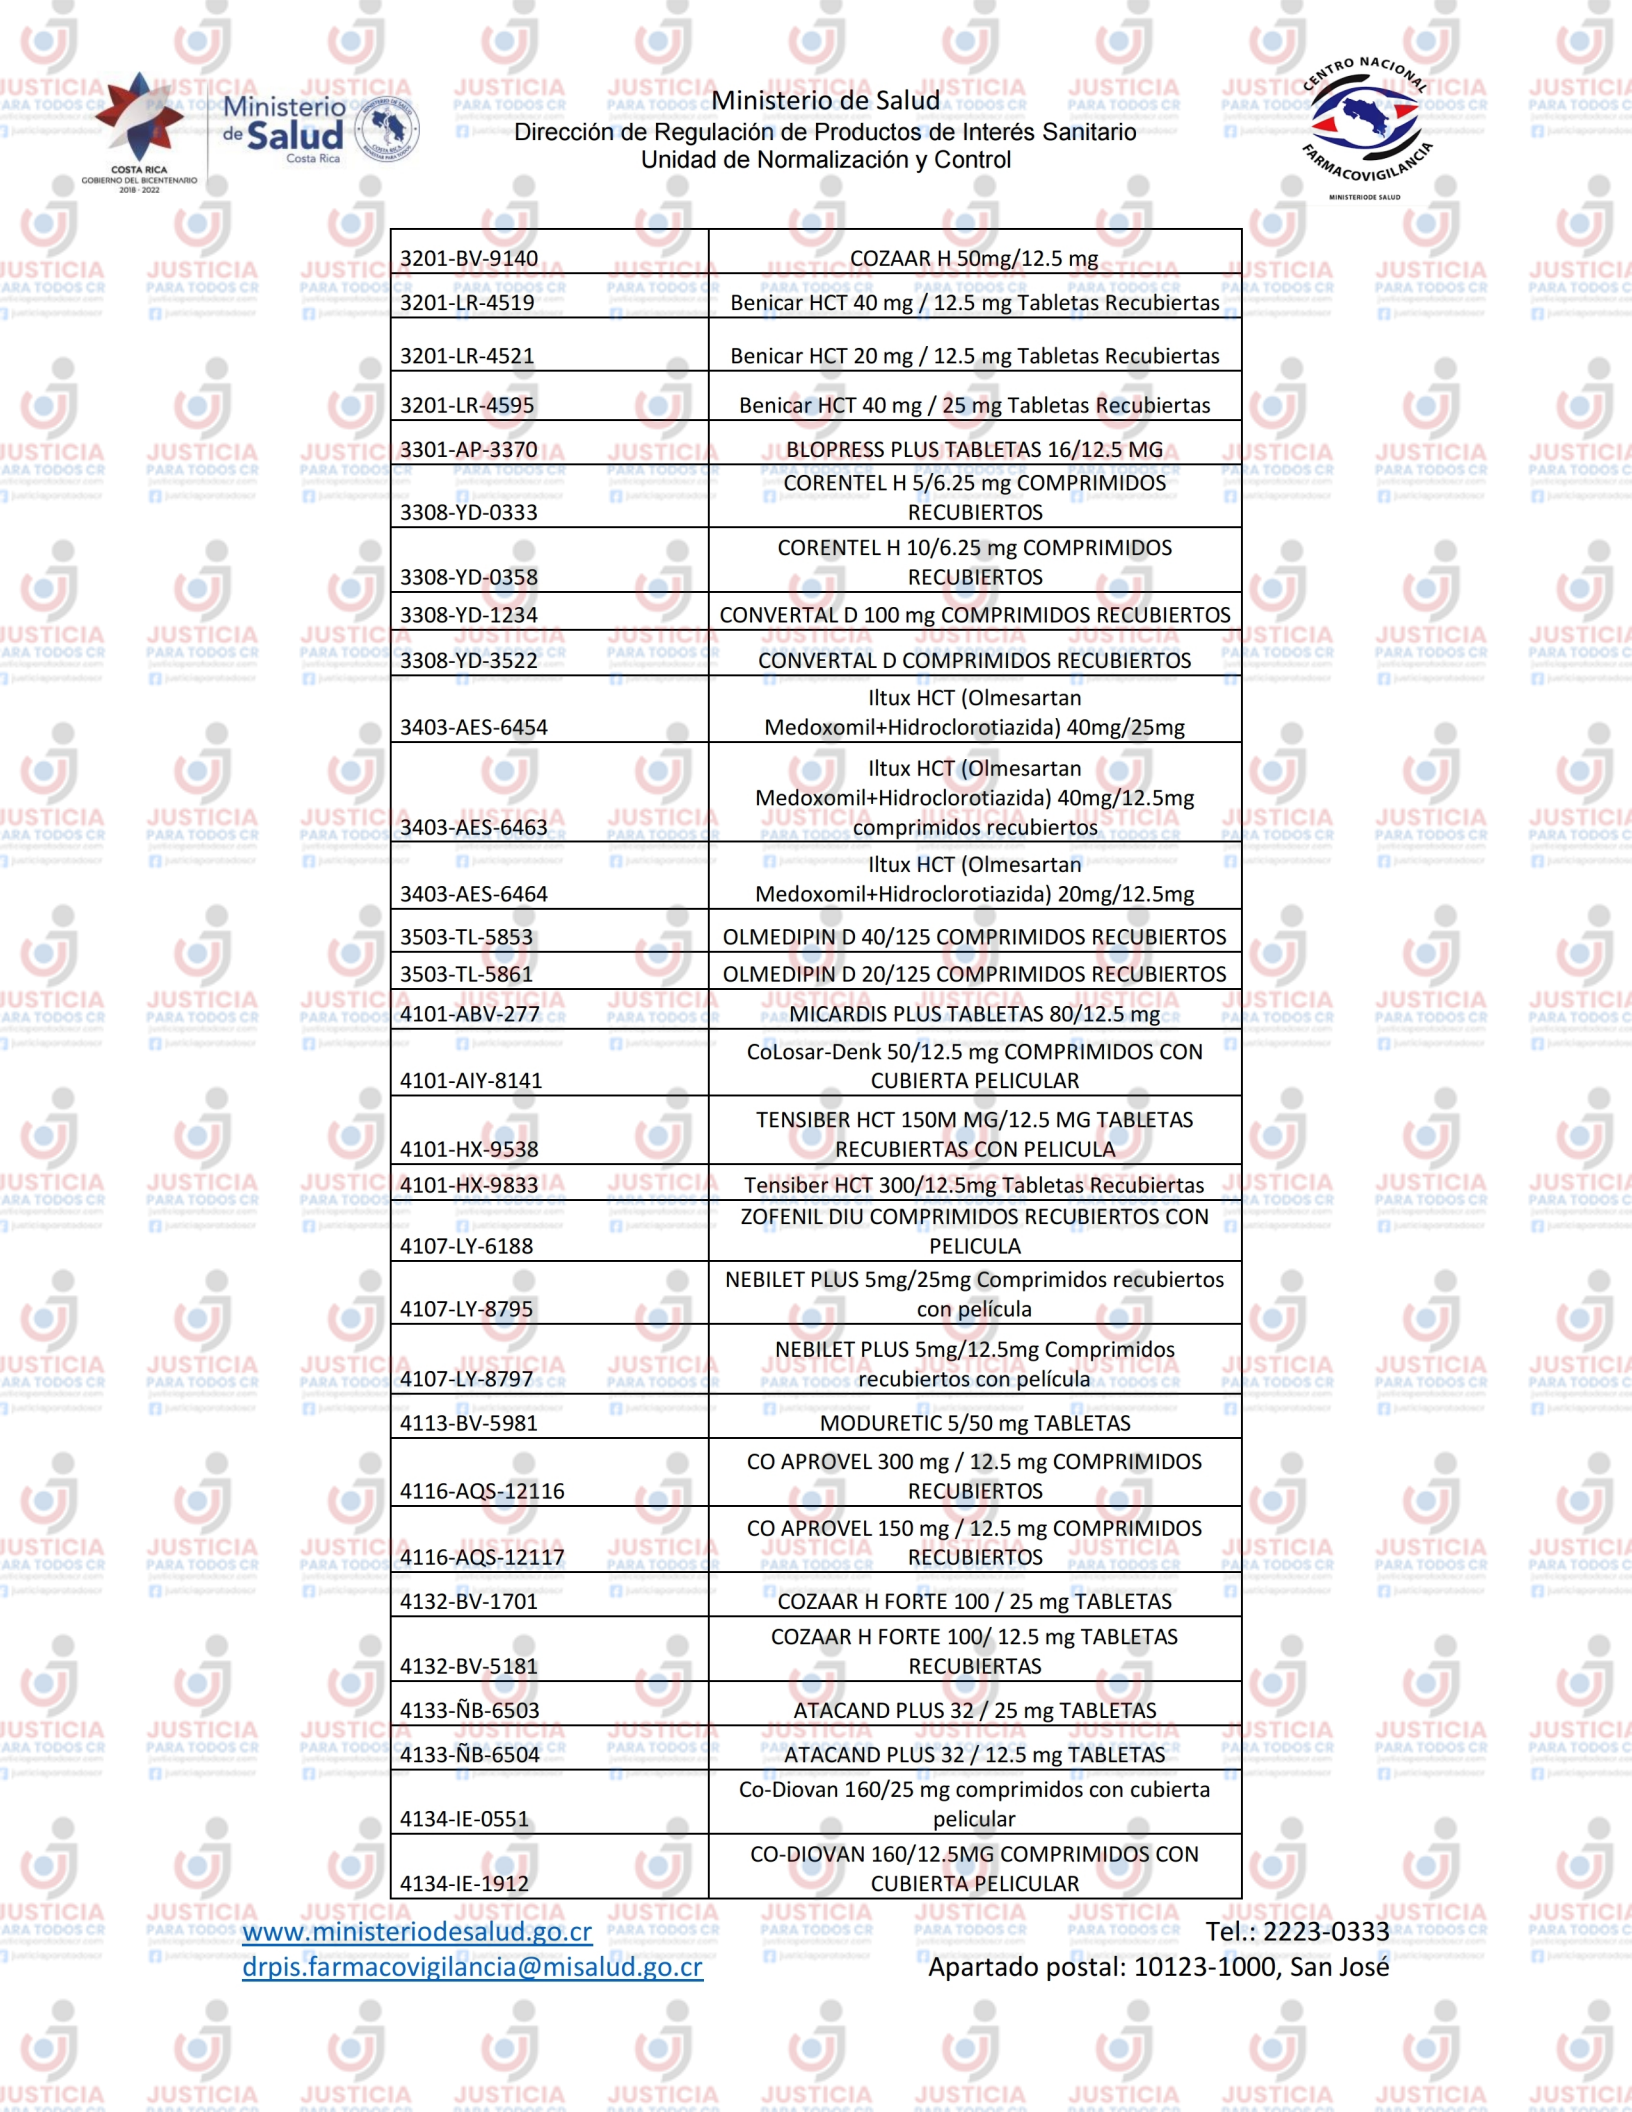 COSTA RICA
GOBIERNO DEL BICENTENARIO
2018 - 2022
Ministerio
de Salud
Costa Rica
Ministerio de Salud
Dirección de Regulación de Productos de Interés Sanitario
Unidad de Normalización y Control
CENTRO NACIONAL
FARMACOVIGILANCIA
MINISTERIODE SALUD
3201-BV-9140 COZAAR H 50mg/12.5 mg
3201-LR-4519 Benicar HCT 40 mg / 12.5 mg Tabletas Recubiertas
3201-LR-4521 Benicar HCT 20 mg / 12.5 mg Tabletas Recubiertas
3201-LR-4595 Benicar HCT 40 mg / 25 mg Tabletas Recubiertas
3301-AP-3370 BLOPRESS PLUS TABLETAS 16/12.5 MG
CORENTEL H 5/6.25 mg COMPRIMIDOS
3308-YD-0333 RECUBIERTOS
CORENTEL H 10/6.25 mg COMPRIMIDOS
3308-YD-0358 RECUBIERTOS
3308-YD-1234 CONVERTAL D 100 mg COMPRIMIDOS RECUBIERTOS
3308-YD-3522 CONVERTAL D COMPRIMIDOS RECUBIERTOS
Iltux HCT (Olmesartan
3403-AES-6454 Medoxomil+Hidroclorotiazida) 40mg/25mg
Iltux HCT (Olmesartan
Medoxomil+Hidroclorotiazida) 40mg/12.5mg
3403-AES-6463 comprimidos recubiertos
Iltux HCT (Olmesartan
3403-AES-6464 Medoxomil+Hidroclorotiazida) 20mg/12.5mg
3503-TL-5853 OLMEDIPIN D 40/125 COMPRIMIDOS RECUBIERTOS
3503-TL-5861 OLMEDIPIN D 20/125 COMPRIMIDOS RECUBIERTOS
4101-ABV-277 MICARDIS PLUS TABLETAS 80/12.5 mg
CoLosar-Denk 50/12.5 mg COMPRIMIDOS CON
4101-AIY-8141 CUBIERTA PELICULAR
TENSIBER HCT 150M MG/12.5 MG TABLETAS
4101-HX-9538 RECUBIERTAS CON PELICULA
4101-HX-9833 Tensiber HCT 300/12.5mg Tabletas Recubiertas
ZOFENIL DIU COMPRIMIDOS RECUBIERTOS CON
4107-LY-6188 PELICULA
NEBILET PLUS 5mg/25mg Comprimidos recubiertos
4107-LY-8795 con película
NEBILET PLUS 5mg/12.5mg Comprimidos
4107-LY-8797 recubiertos con película
4113-BV-5981 MODURETIC 5/50 mg TABLETAS
CO APROVEL 300 mg / 12.5 mg COMPRIMIDOS
4116-AQS-12116 RECUBIERTOS
CO APROVEL 150 mg / 12.5 mg COMPRIMIDOS
4116-AQS-12117 RECUBIERTOS
4132-BV-1701 COZAAR H FORTE 100 / 25 mg TABLETAS
COZAAR H FORTE 100/ 12.5 mg TABLETAS
4132-BV-5181 RECUBIERTAS
4133-ÑB-6503 ATACAND PLUS 32 / 25 mg TABLETAS
4133-ÑB-6504 ATACAND PLUS 32 / 12.5 mg TABLETAS
Co-Diovan 160/25 mg comprimidos con cubierta
4134-IE-0551 pelicular
CO-DIOVAN 160/12.5MG COMPRIMIDOS CON
4134-IE-1912 CUBIERTA PELICULAR
www.ministeriodesalud.go.cr Tel.: 2223-0333
drpis.farmacovigilancia@misalud.go.cr Apartado postal: 10123-1000, San José
JUSTICIA
PARA TODOS CR